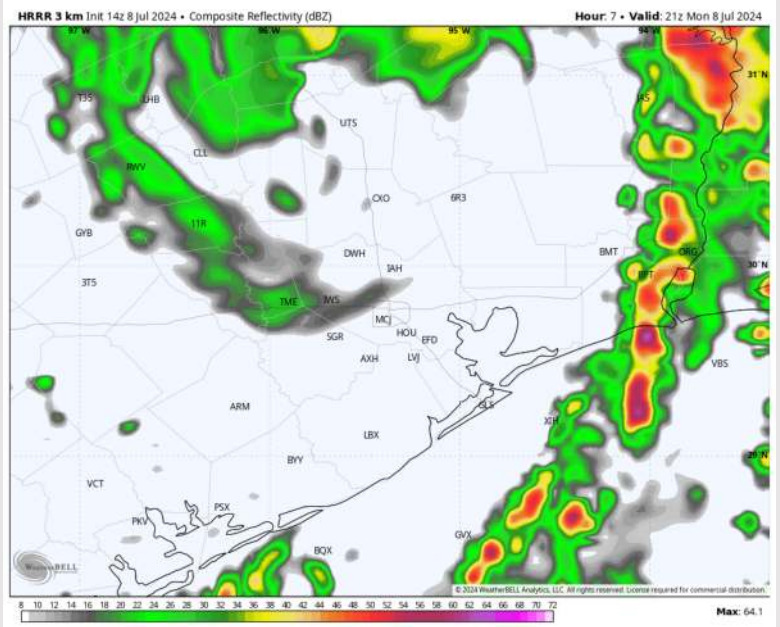 HRRR 3 km Init 14z 8 Jul 2024 • Composite Reflectivity (dBZ)
Hour: 7 • Valid: 21z Mon 8 Jul 2024
97°W 96°W 95°W 94°W
31°N
T35 LHB JAS
UTS
CLL
RWV
CXO 6R3
11R
GYB
DWH BMT ORG
IAH 30°N
3T5 BPT
TME IWS
MCJ
SGR HOU EFD
AXH LVJ
VBS
ARM GLS
XIH
LBX
BYY 29°N
VCT
PSX
PKV
GVX
BQX
WeatherBELL
© 2024 WeatherBELL Analytics, LLC. All rights reserved. License required for commercial distribution.
8 10 12 14 16 18 20 22 24 26 28 30 32 34 36 38 40 42 44 46 48 50 52 54 56 58 60 62 64 66 68 70 72
Max: 64.1